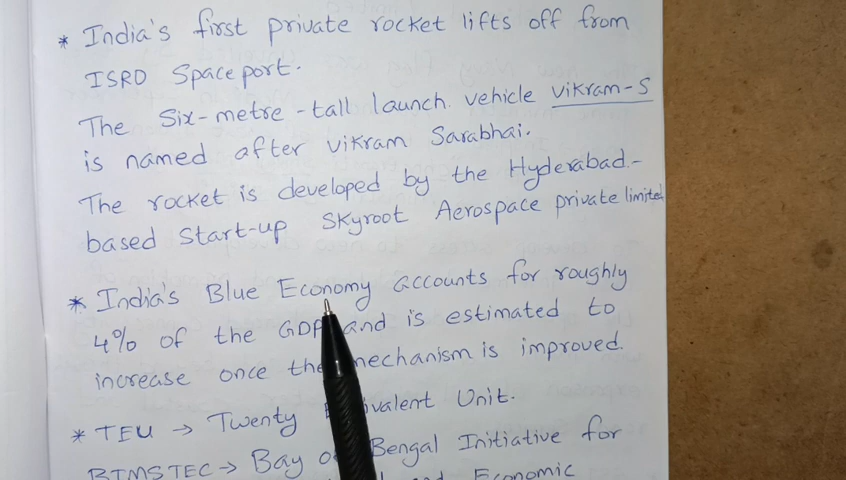 * India's first private rocket lifts off from
ISRO Spaceport.
The Six-metre-tall launch vehicle Vikram-S
is named after Vikram Sarabhai.
The rocket is developed by the Hyderabad-
based Start-up Skyroot Aerospace private limited
* India's Blue Economy accounts for roughly
4% of the GDP and is estimated to
increase once the mechanism is improved.
* TEU → Twenty Unit.
BIMSTEC → Bay of Bengal Initiative for
Economic